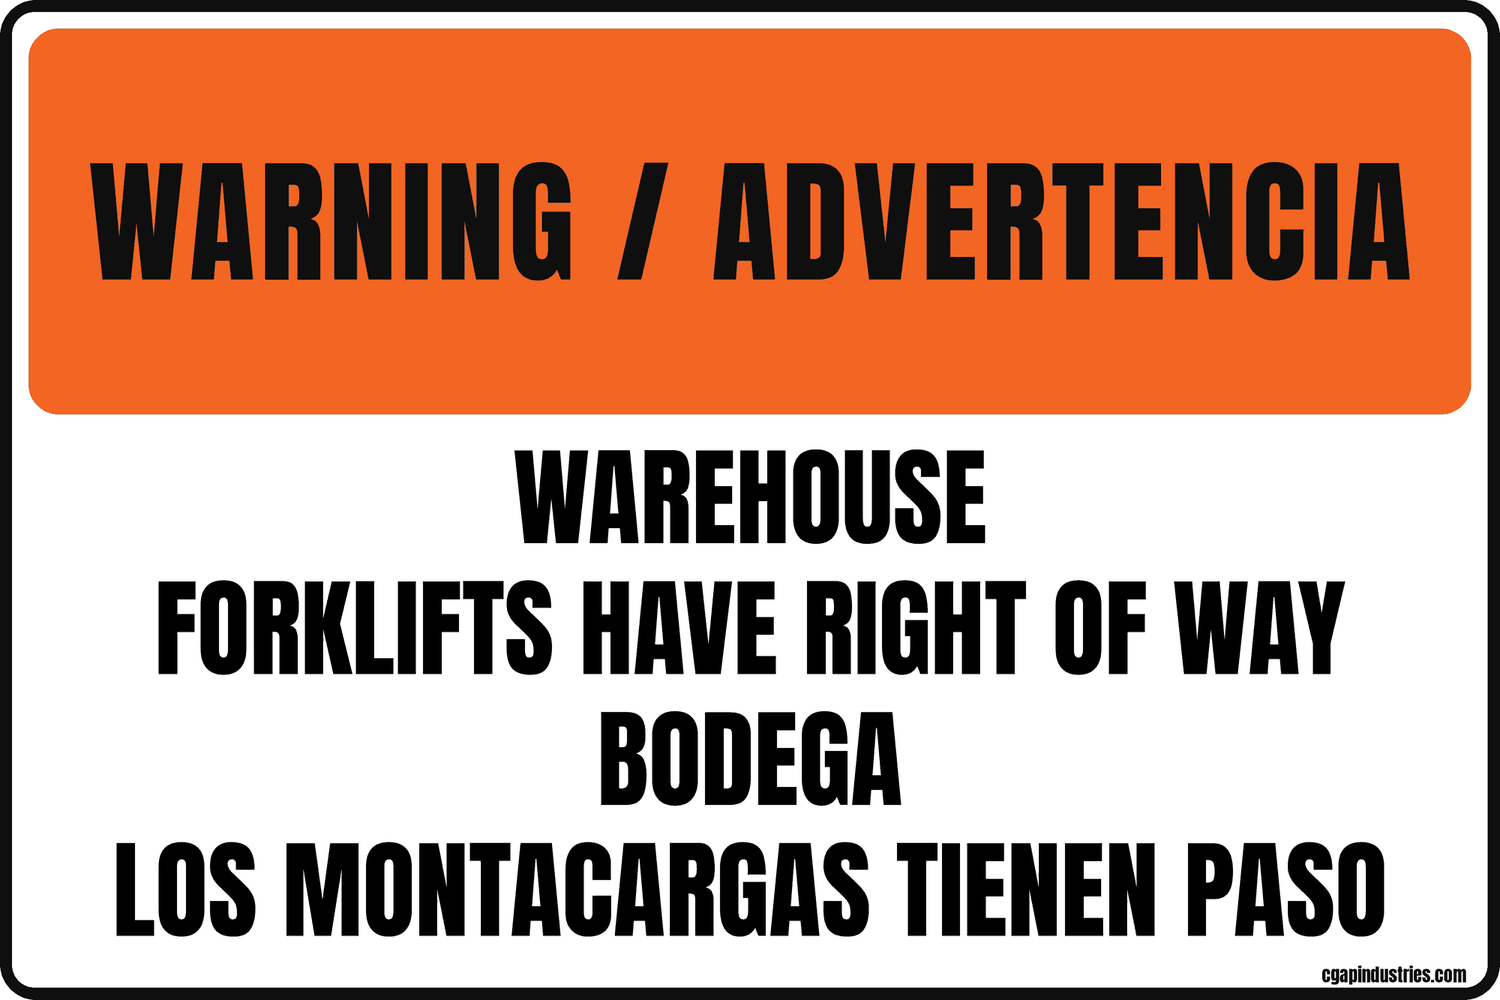 WARNING / ADVERTENCIA
WAREHOUSE
FORKLIFTS HAVE RIGHT OF WAY
BODEGA
LOS MONTACARGAS TIENEN PASO
cgapindustries.com